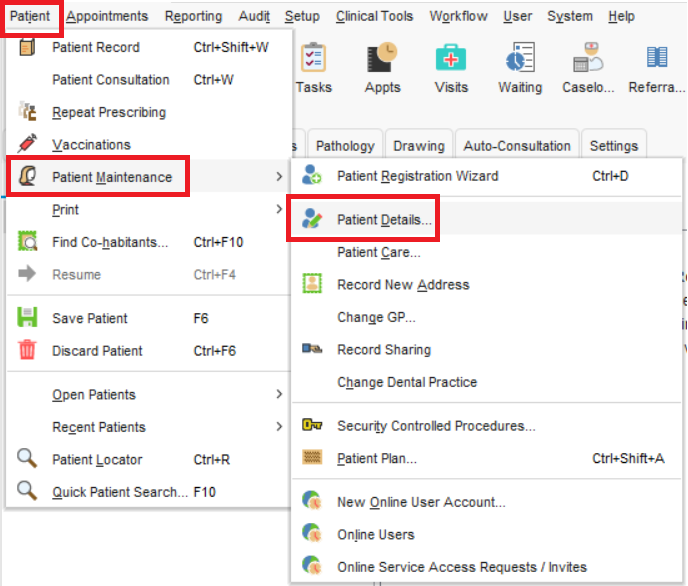 Patient Appointments Reporting Audit Setup Clinical Tools Workflow User System Help
Tasks Appts Visits Waiting Caselo... Referra...
s Pathology Drawing Auto-Consultation Settings
Patient Record Ctrl+Shift+W
Patient Consultation Ctrl+W
Repeat Prescribing
Vaccinations
Patient Maintenance
Print
Find Co-habitants... Ctrl+F10
Resume Ctrl+F4
Save Patient F6
Discard Patient Ctrl+F6
Open Patients
Recent Patients
Patient Locator Ctrl+R
Quick Patient Search... F10
Patient Registration Wizard Ctrl+D
Patient Details...
Patient Care...
Record New Address
Change GP...
Record Sharing
Change Dental Practice
Security Controlled Procedures...
Patient Plan... Ctrl+Shift+A
New Online User Account...
Online Users
Online Service Access Requests / Invites